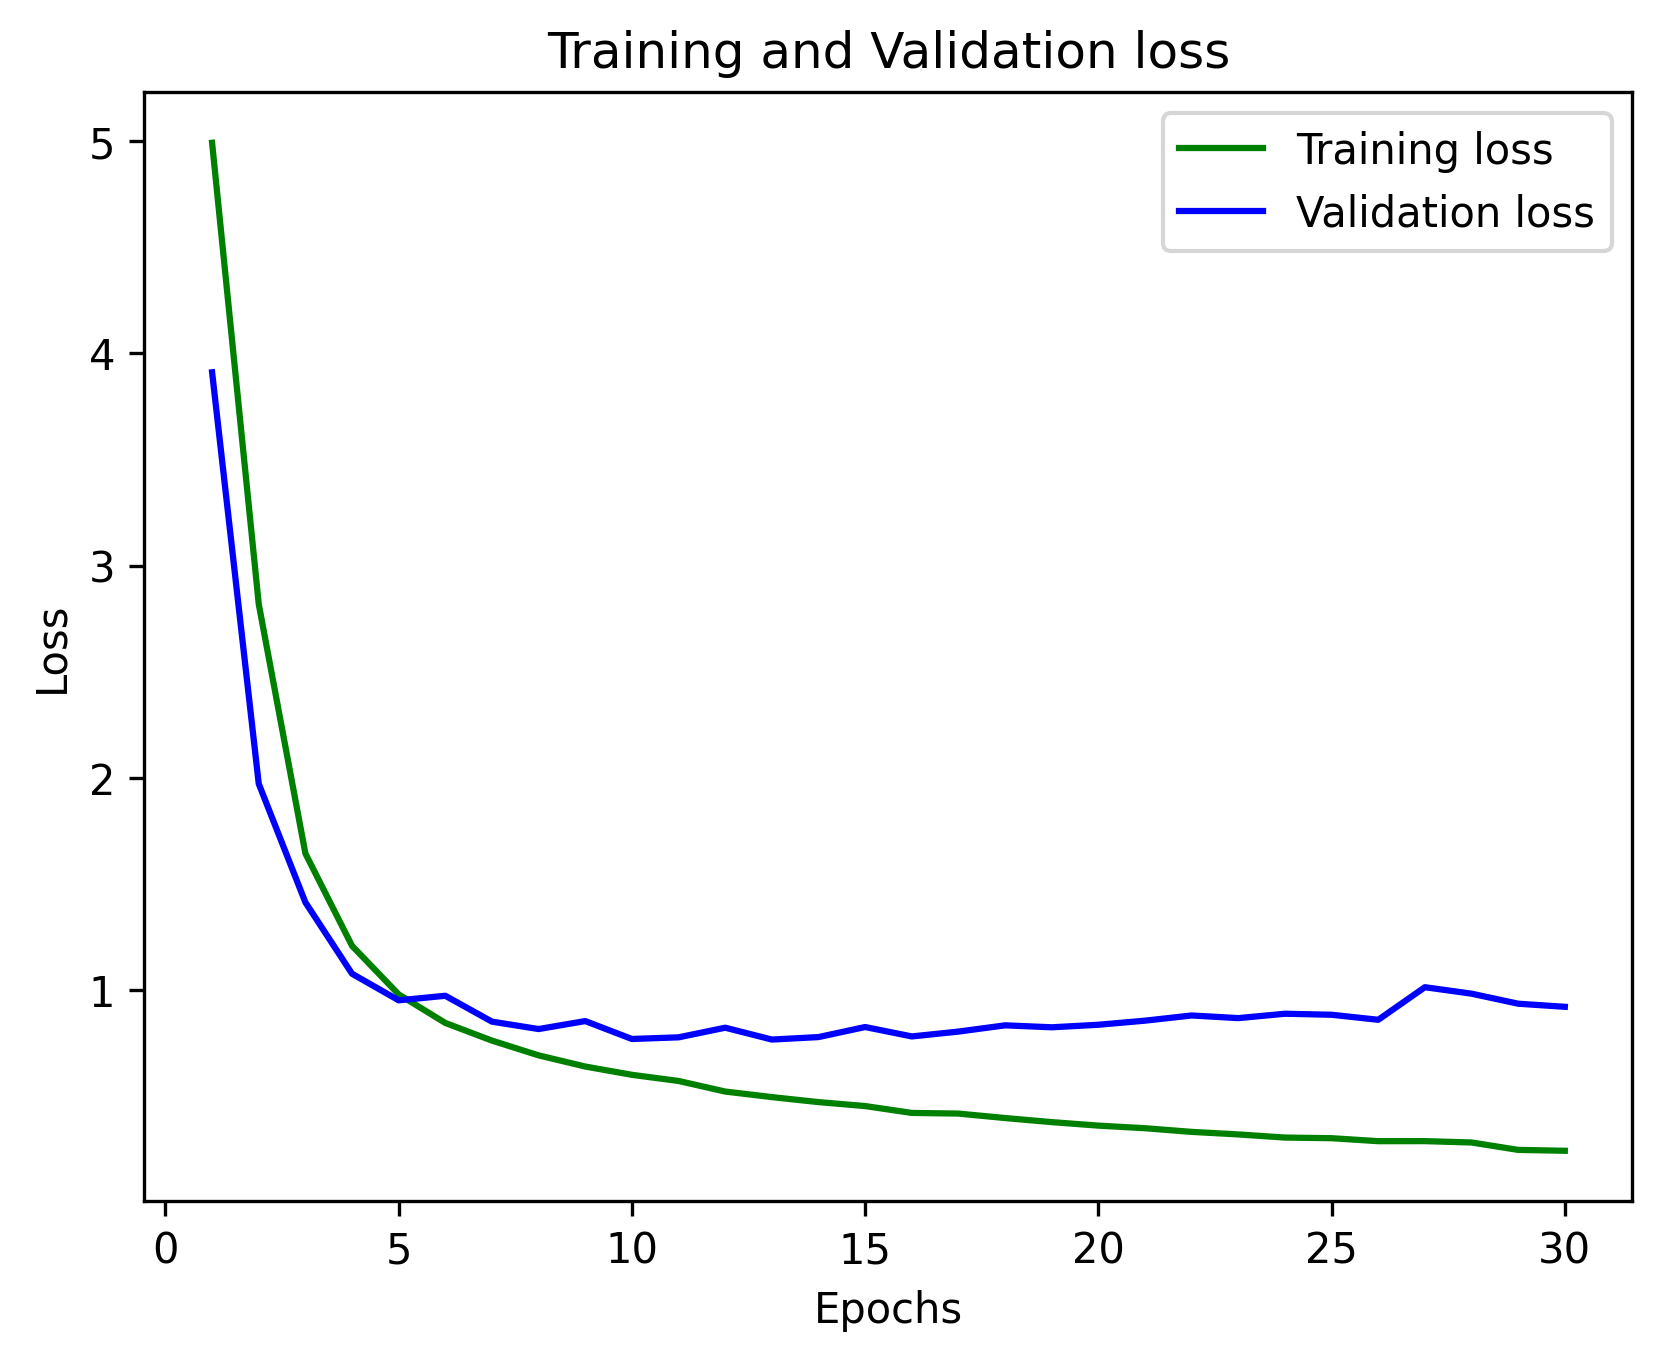 Training and Validation loss
Training loss
Validation loss
5
4
3
2
1
Loss
0 5 10 15 20 25 30
Epochs